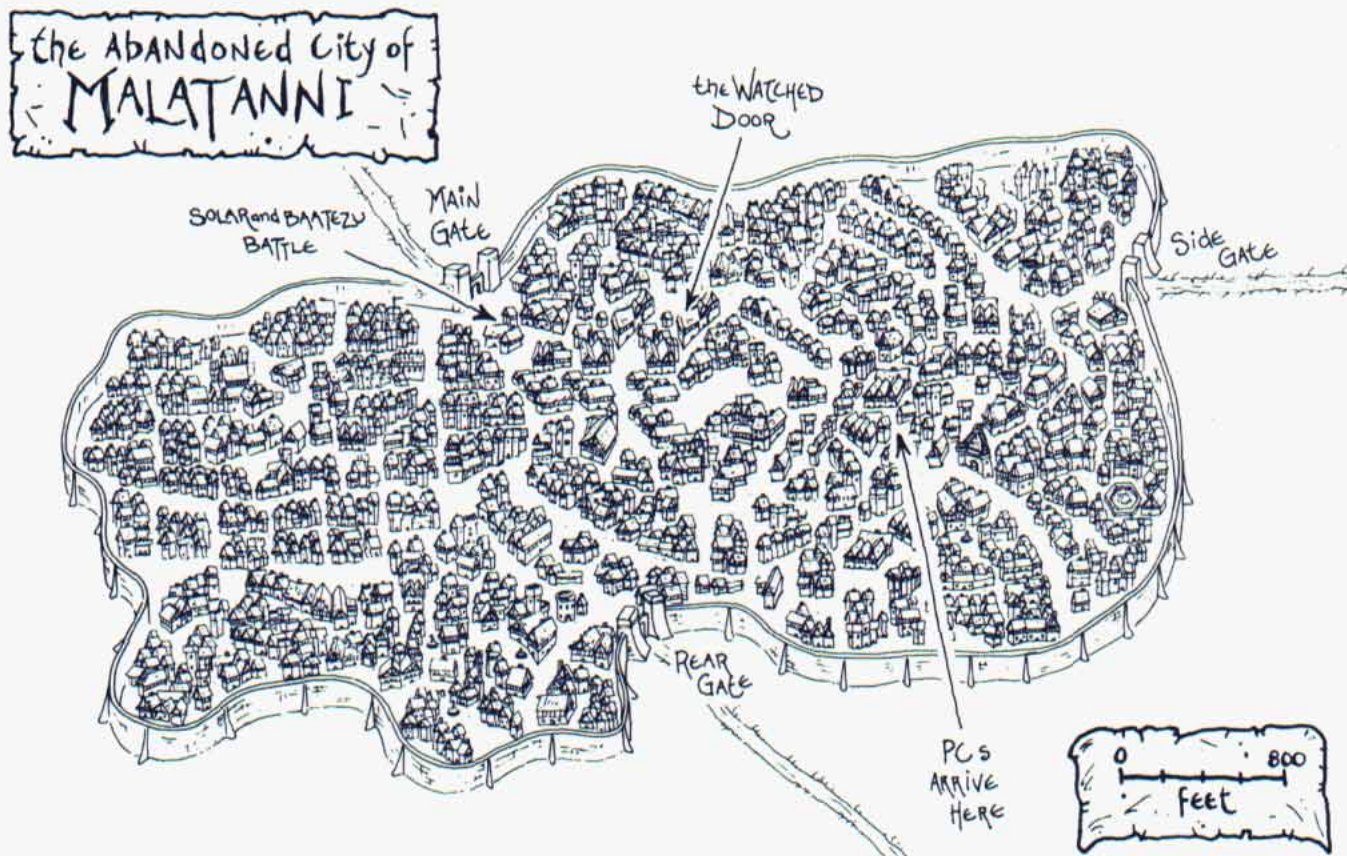 the ABANdONEd City of
MALATANNI
the WATCHED
DOOR
MAIN
GATE
SOLAR and BAATEZU
BATTLE
SidE
GATE
REAR
GATE
PCs
ARRiVE
HERE
0 800
fEET